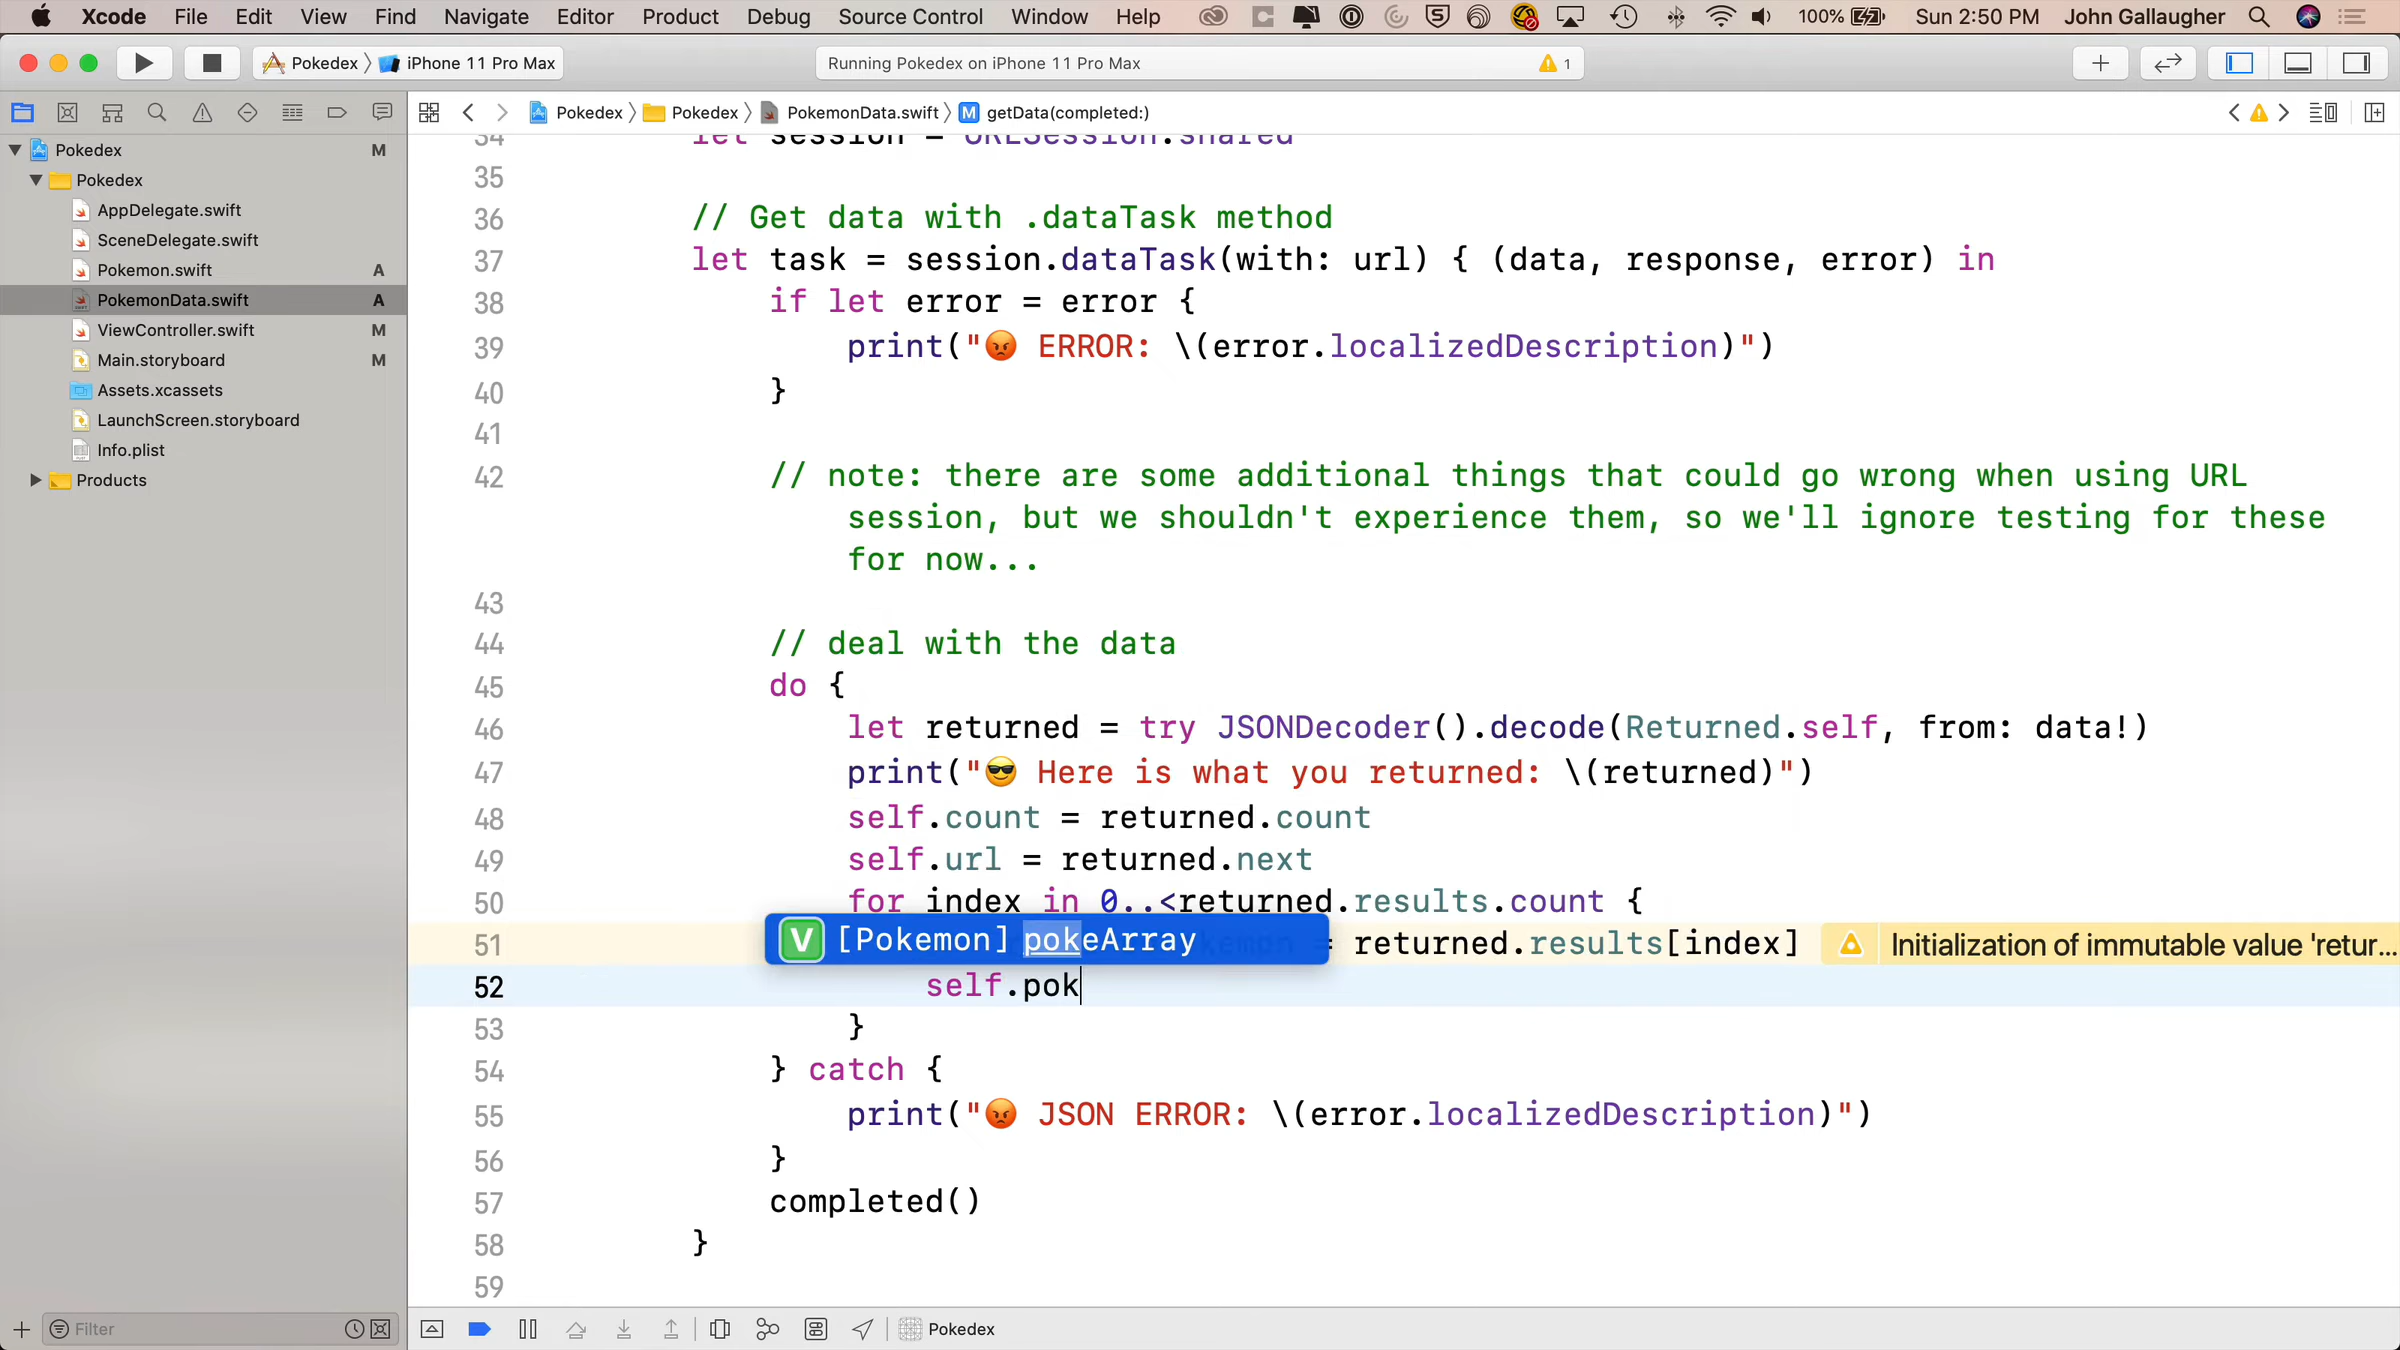 Xcode File Edit View Find Navigate Editor Product Debug Source Control Window Help 100% Sun 2:50 PM John Gallaugher
Pokedex iPhone 11 Pro Max Running Pokedex on iPhone 11 Pro Max 1
Pokedex Pokedex PokemonData.swift M getData(completed:)
Pokedex M
Pokedex
AppDelegate.swift
SceneDelegate.swift
Pokemon.swift A
PokemonData.swift A
ViewController.swift M
Main.storyboard M
Assets.xcassets
LaunchScreen.storyboard
Info.plist
Products
34 let session = URLSession.shared
35
36 // Get data with .dataTask method
37 let task = session.dataTask(with: url) { (data, response, error) in
38 if let error = error {
39 print("😡 ERROR: \(error.localizedDescription)")
40 }
41
42 // note: there are some additional things that could go wrong when using URL
session, but we shouldn't experience them, so we'll ignore testing for these
for now...
43
44 // deal with the data
45 do {
46 let returned = try JSONDecoder().decode(Returned.self, from: data!)
47 print("😎 Here is what you returned: \(returned)")
48 self.count = returned.count
49 self.url = returned.next
50 for index in 0..<returned.results.count {
V [Pokemon] pokeArray
51 = returned.results[index] Initialization of immutable value 'retur...
52 self.pok
53 }
54 } catch {
55 print("😡 JSON ERROR: \(error.localizedDescription)")
56 }
57 completed()
58 }
59
Filter Pokedex